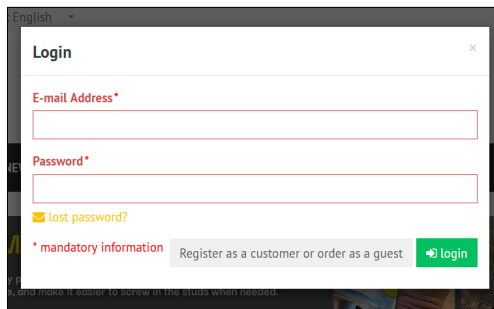 English
Login
×
E-mail Address*
Password*
lost password?
* mandatory information
Register as a customer or order as a guest
login
NEW
e, and make it easier to screw in the studs when needed.